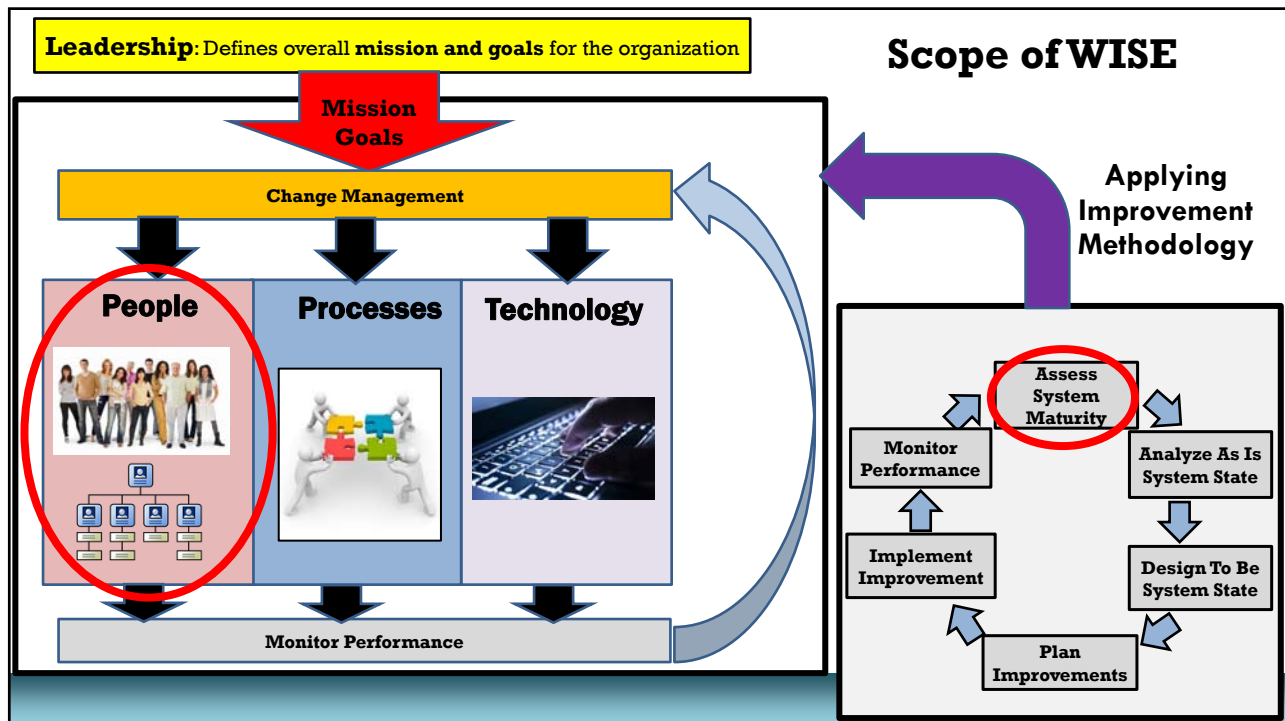 Leadership: Defines overall mission and goals for the organization
Scope of WISE
Mission
Goals
Change Management
People
Processes
Technology
Monitor Performance
Applying
Improvement
Methodology
Assess
System
Maturity
Analyze As Is
System State
Design To Be
System State
Plan
Improvements
Implement
Improvement
Monitor
Performance